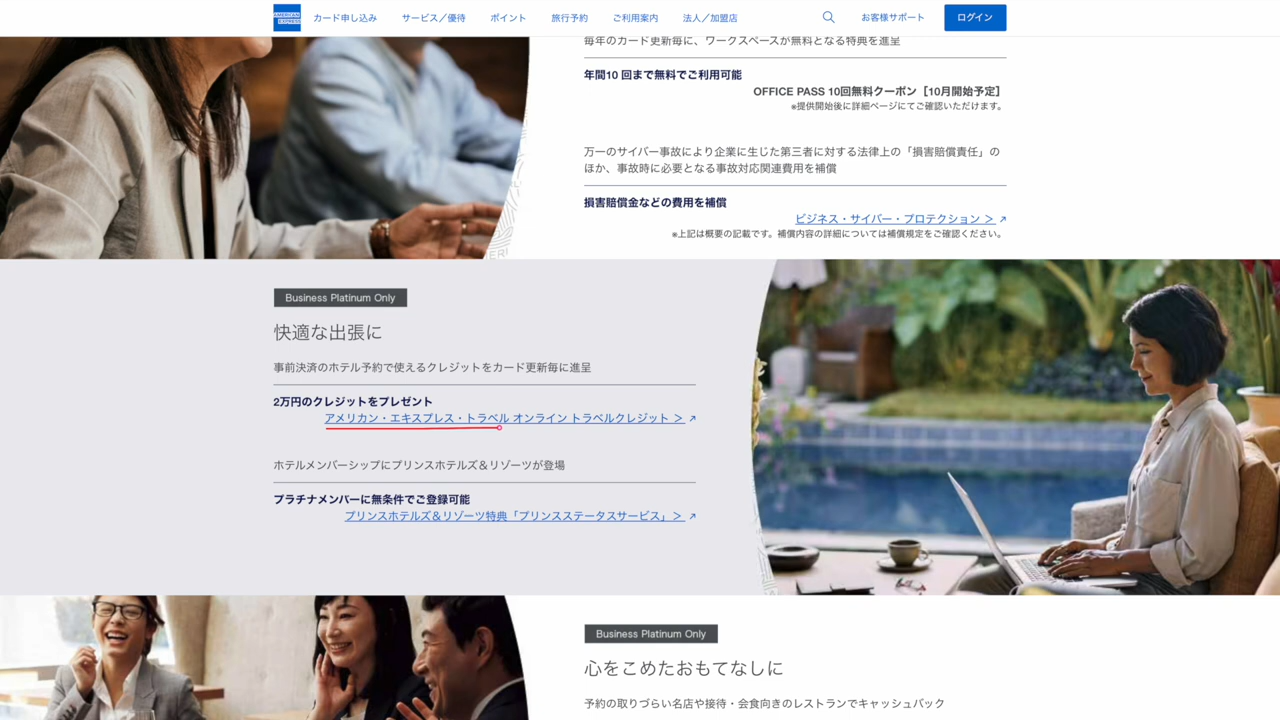 AMERICAN
EXPRESS
カード申し込み
サービス／優待
ポイント
旅行予約
ご利用案内
法人／加盟店
お客様サポート
ログイン
毎年のカード更新毎に、ワークスペースが無料となる特典を進呈
年間10 回まで無料でご利用可能
OFFICE PASS 10回無料クーポン［10月開始予定］
※提供開始後に詳細ページにてご確認いただけます。
万一のサイバー事故により企業に生じた第三者に対する法律上の「損害賠償責任」の
ほか、事故時に必要となる事故対応関連費用を補償
損害賠償金などの費用を補償
ビジネス・サイバー・プロテクション ＞
※上記は概要の記載です。補償内容の詳細については補償規定をご確認ください。
Business Platinum Only
快適な出張に
事前決済のホテル予約で使えるクレジットをカード更新毎に進呈
2万円のクレジットをプレゼント
アメリカン・エキスプレス・トラベル オンライン トラベルクレジット ＞
ホテルメンバーシップにプリンスホテルズ＆リゾーツが登場
プラチナメンバーに無条件でご登録可能
プリンスホテルズ＆リゾーツ特典「プリンスステータスサービス」＞
Business Platinum Only
心をこめたおもてなしに
予約の取りづらい名店や接待・会食向きのレストランでキャッシュバック